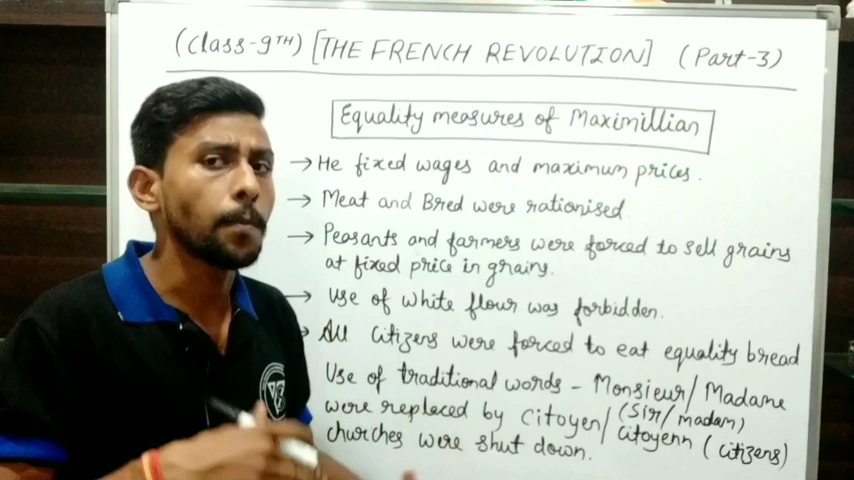 (Class-9TH) [THE FRENCH REVOLUTION] (Part-3)
Equality measures of Maximillian
→ He fixed wages and maximum prices.
→ Meat and Bred were rationised.
→ Peasants and farmers were forced to sell grains
at fixed price in grains.
→ Use of white flour was forbidden.
All citizens were forced to eat equality bread
Use of traditional words - Monsieur/Madame
(Sir/madam)
were replaced by Citoyen/citoyenn (citizens)
churches were shut down.